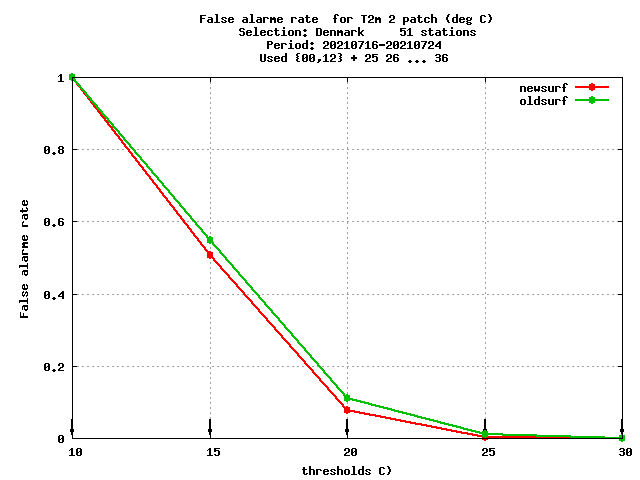 False alarme rate  for T2m 2 patch (deg C)
Selection: Denmark     51 stations
Period: 20210716-20210724
Used {00,12} + 25 26 ... 36
newsurf
oldsurf
1
0.8
0.6
0.4
0.2
0
False alarme rate
10 15 20 25 30
thresholds C)